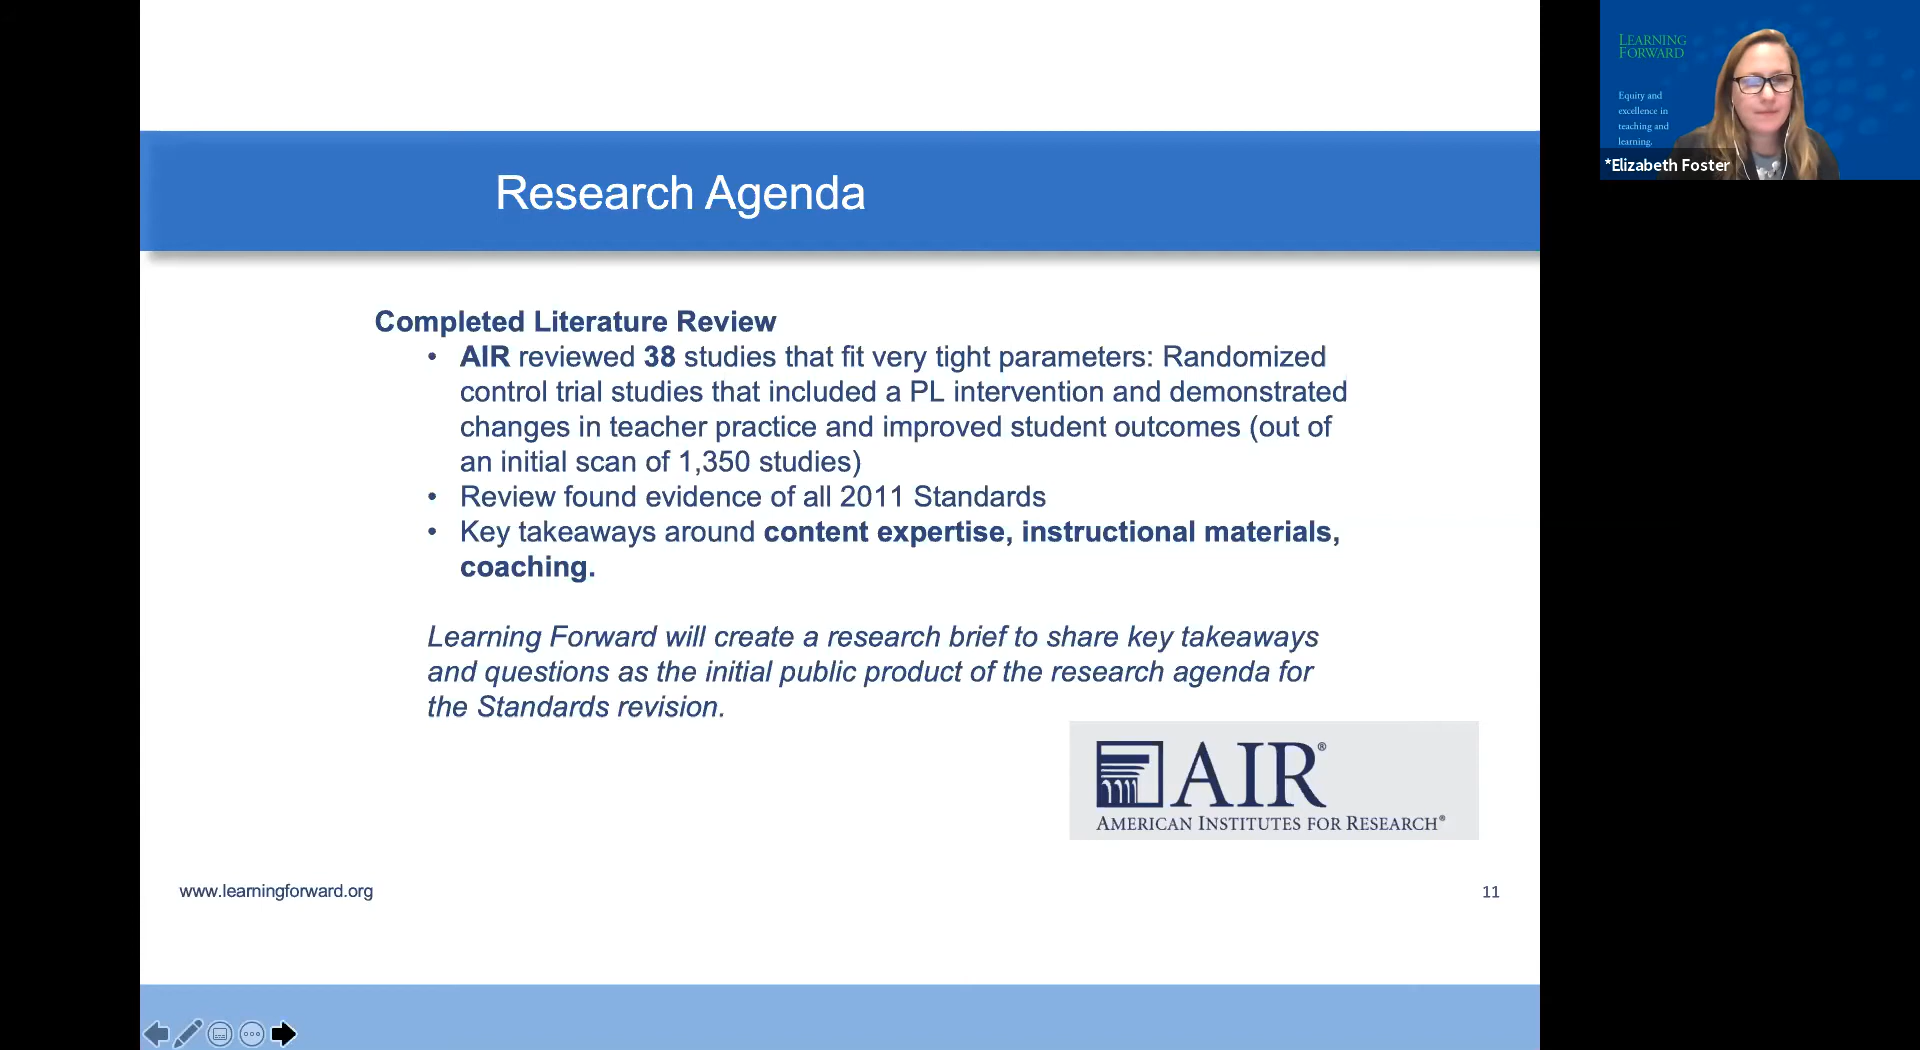 Research Agenda
Completed Literature Review
• AIR reviewed 38 studies that fit very tight parameters: Randomized
control trial studies that included a PL intervention and demonstrated
changes in teacher practice and improved student outcomes (out of
an initial scan of 1,350 studies)
• Review found evidence of all 2011 Standards
• Key takeaways around content expertise, instructional materials,
coaching.
Learning Forward will create a research brief to share key takeaways
and questions as the initial public product of the research agenda for
the Standards revision.
AIR®
AMERICAN INSTITUTES FOR RESEARCH®
www.learningforward.org
11
LEARNING
FORWARD
Equity and
excellence in
teaching and
learning.
*Elizabeth Foster